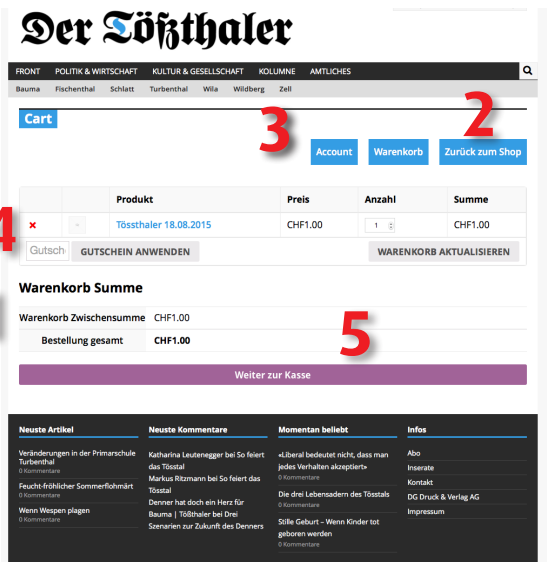 Der Tößthaler
FRONT POLITIK & WIRTSCHAFT KULTUR & GESELLSCHAFT KOLUMNE AMTLICHES
Bauma Fischenthal Schlatt Turbenthal Wila Wildberg Zell
Cart
2
3
Account Warenkorb Zurück zum Shop
Produkt Preis Anzahl Summe
4
Tössthaler 18.08.2015 CHF1.00 1 CHF1.00
Gutsch GUTSCHEIN ANWENDEN WARENKORB AKTUALISIEREN
Warenkorb Summe
Warenkorb Zwischensumme CHF1.00
Bestellung gesamt CHF1.00
5
Weiter zur Kasse
Neuste Artikel
Veränderungen in der Primarschule
Turbenthal
0 Kommentare
Feucht-fröhlicher Sommerflohmärt
0 Kommentare
Wenn Wespen plagen
0 Kommentare
Neuste Kommentare
Katharina Leutenegger bei So feiert
das Tösstal
Markus Ritzmann bei So feiert das
Tösstal
Denner hat doch ein Herz für
Bauma | Tößthaler bei Drei
Szenarien zur Zukunft des Denners
Momentan beliebt
«Liberal bedeutet nicht, dass man
jedes Verhalten akzeptiert»
0 Kommentare
Die drei Lebensadern des Tösstals
0 Kommentare
Stille Geburt – Wenn Kinder tot
geboren werden
0 Kommentare
Infos
Abo
Inserate
Kontakt
DG Druck & Verlag AG
Impressum